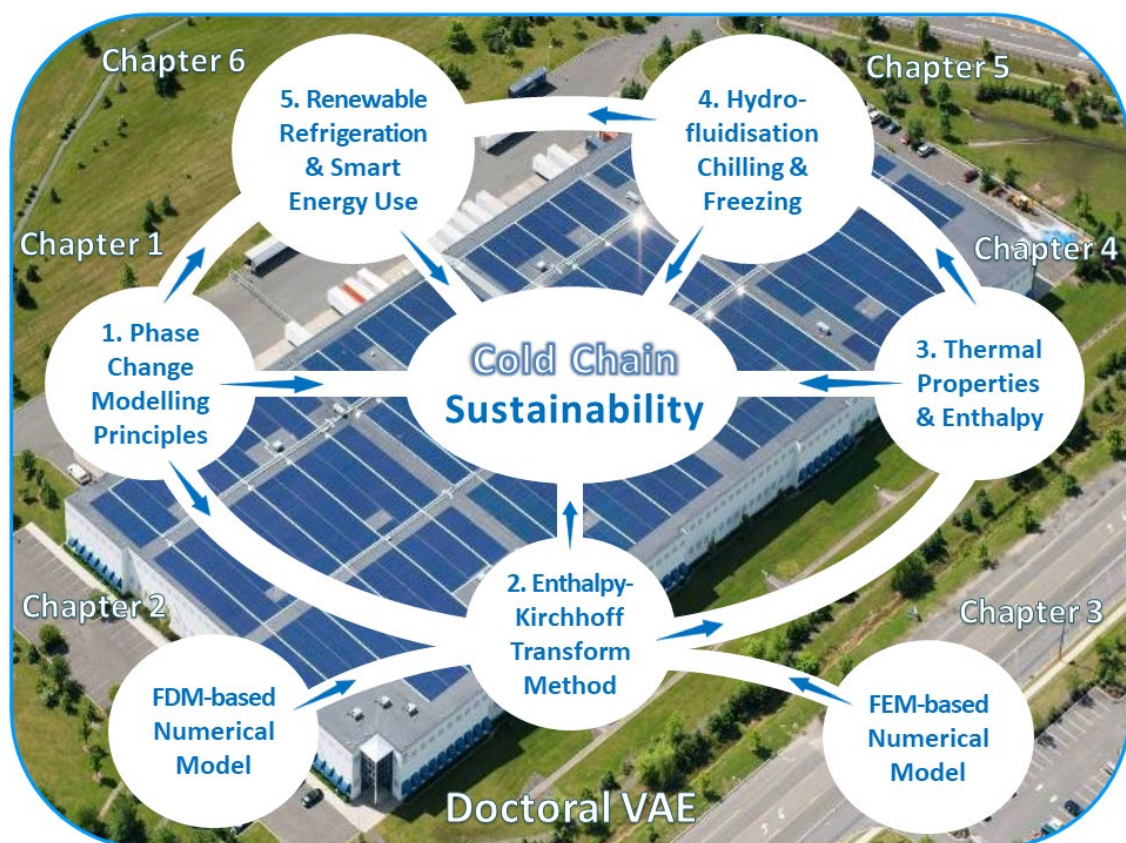 Chapter 6
Chapter 5
5. Renewable
Refrigeration
& Smart
Energy Use
4. Hydro-
fluidisation
Chilling &
Freezing
Chapter 1
Chapter 4
1. Phase
Change
Modelling
Principles
Cold Chain
Sustainability
3. Thermal
Properties
& Enthalpy
Chapter 2
2. Enthalpy-
Kirchhoff
Transform
Method
Chapter 3
FDM-based
Numerical
Model
FEM-based
Numerical
Model
Doctoral VAE